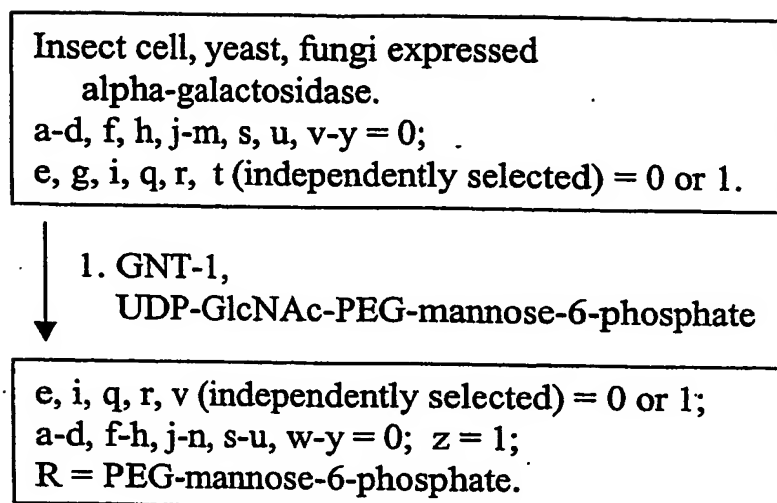 Insect cell, yeast, fungi expressed
alpha-galactosidase.
a-d, f, h, j-m, s, u, v-y = 0;
e, g, i, q, r, t (independently selected) = 0 or 1.
1. GNT-1,
UDP-GlcNAc-PEG-mannose-6-phosphate
e, i, q, r, v (independently selected) = 0 or 1;
a-d, f-h, j-n, s-u, w-y = 0; z = 1;
R = PEG-mannose-6-phosphate.